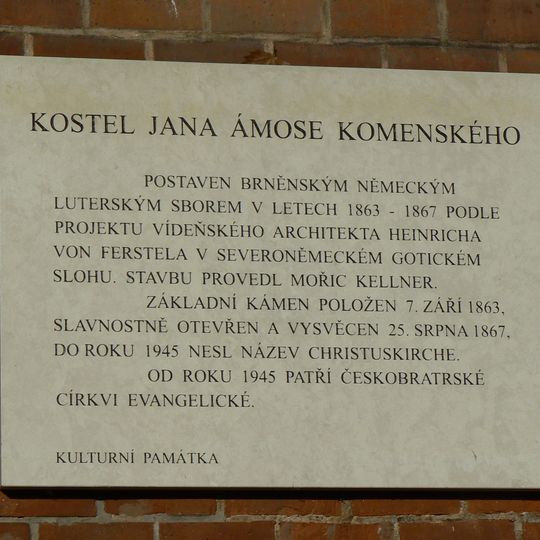 KOSTEL JANA ÁMOSE KOMENSKÉHO
POSTAVEN BRNĚNSKÝM NĚMECKÝM
LUTERSKÝM SBOREM V LETECH 1863 - 1867 PODLE
PROJEKTU VÍDEŇSKÉHO ARCHITEKTA HEINRICHA
VON FERSTELA V SEVERONĚMECKÉM GOTICKÉM
SLOHU. STAVBU PROVEDL MOŘIC KELLNER.
ZÁKLADNÍ KÁMEN POLOŽEN 7. ZÁŘÍ 1863,
SLAVNOSTNĚ OTEVŘEN A VYSVĚCEN 25. SRPNA 1867,
DO ROKU 1945 NESL NÁZEV CHRISTUSKIRCHE.
OD ROKU 1945 PATŘÍ ČESKOBRATRSKÉ
CÍRKVI EVANGELICKÉ.
KULTURNÍ PAMÁTKA